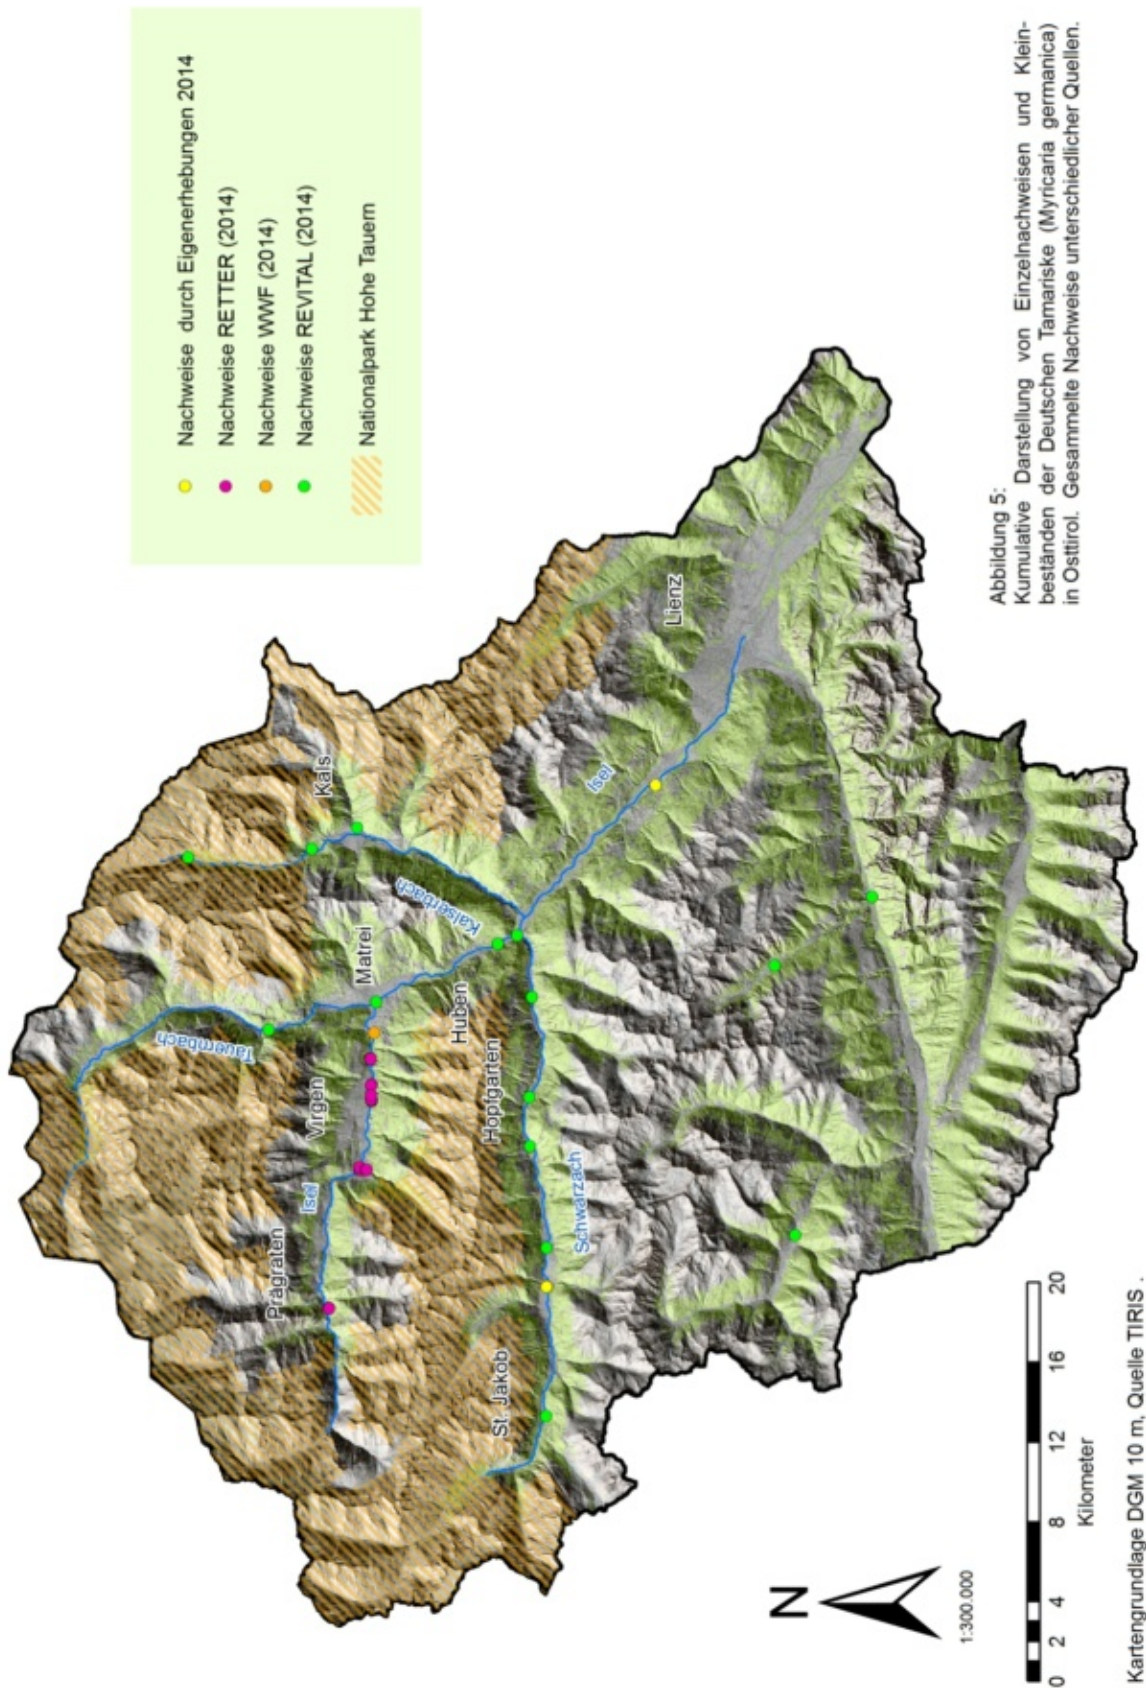 Nachweise durch Eigenerhebungen 2014
Nachweise RETTER (2014)
Nachweise WWF (2014)
Nachweise REVITAL (2014)
Nationalpark Hohe Tauern
Tauernbach
Kals
Prägraten
Isel
Virgen
Matrei
Kalserbach
St. Jakob
Hopfgarten
Huben
Schwarzach
Isel
Lienz
N
1:300.000
0 2 4 8 12 16 20
Kilometer
Kartengrundlage DGM 10 m, Quelle TIRIS .
Abbildung 5:
Kumulative Darstellung von Einzelnachweisen und Klein-
beständen der Deutschen Tamariske (Myricaria germanica)
in Osttirol. Gesammelte Nachweise unterschiedlicher Quellen.